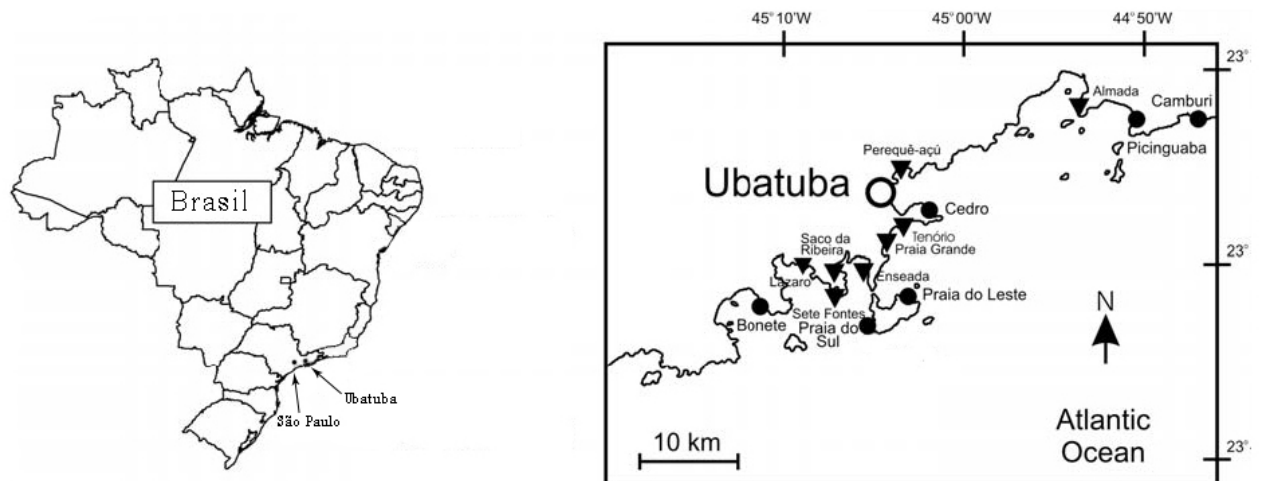 Brasil
Ubatuba
São Paulo
45°10'W
45°00'W
44°50'W
23°
Almada
Camburi
Picinguaba
Perequê-açú
Ubatuba
Cedro
Tenório
Praia Grande
Saco da
Ribeira
23°
Lazaro
Enseada
Praia do Leste
Sete Fontes
Bonete
Praia do
Sul
N
10 km
Atlantic
Ocean
23°